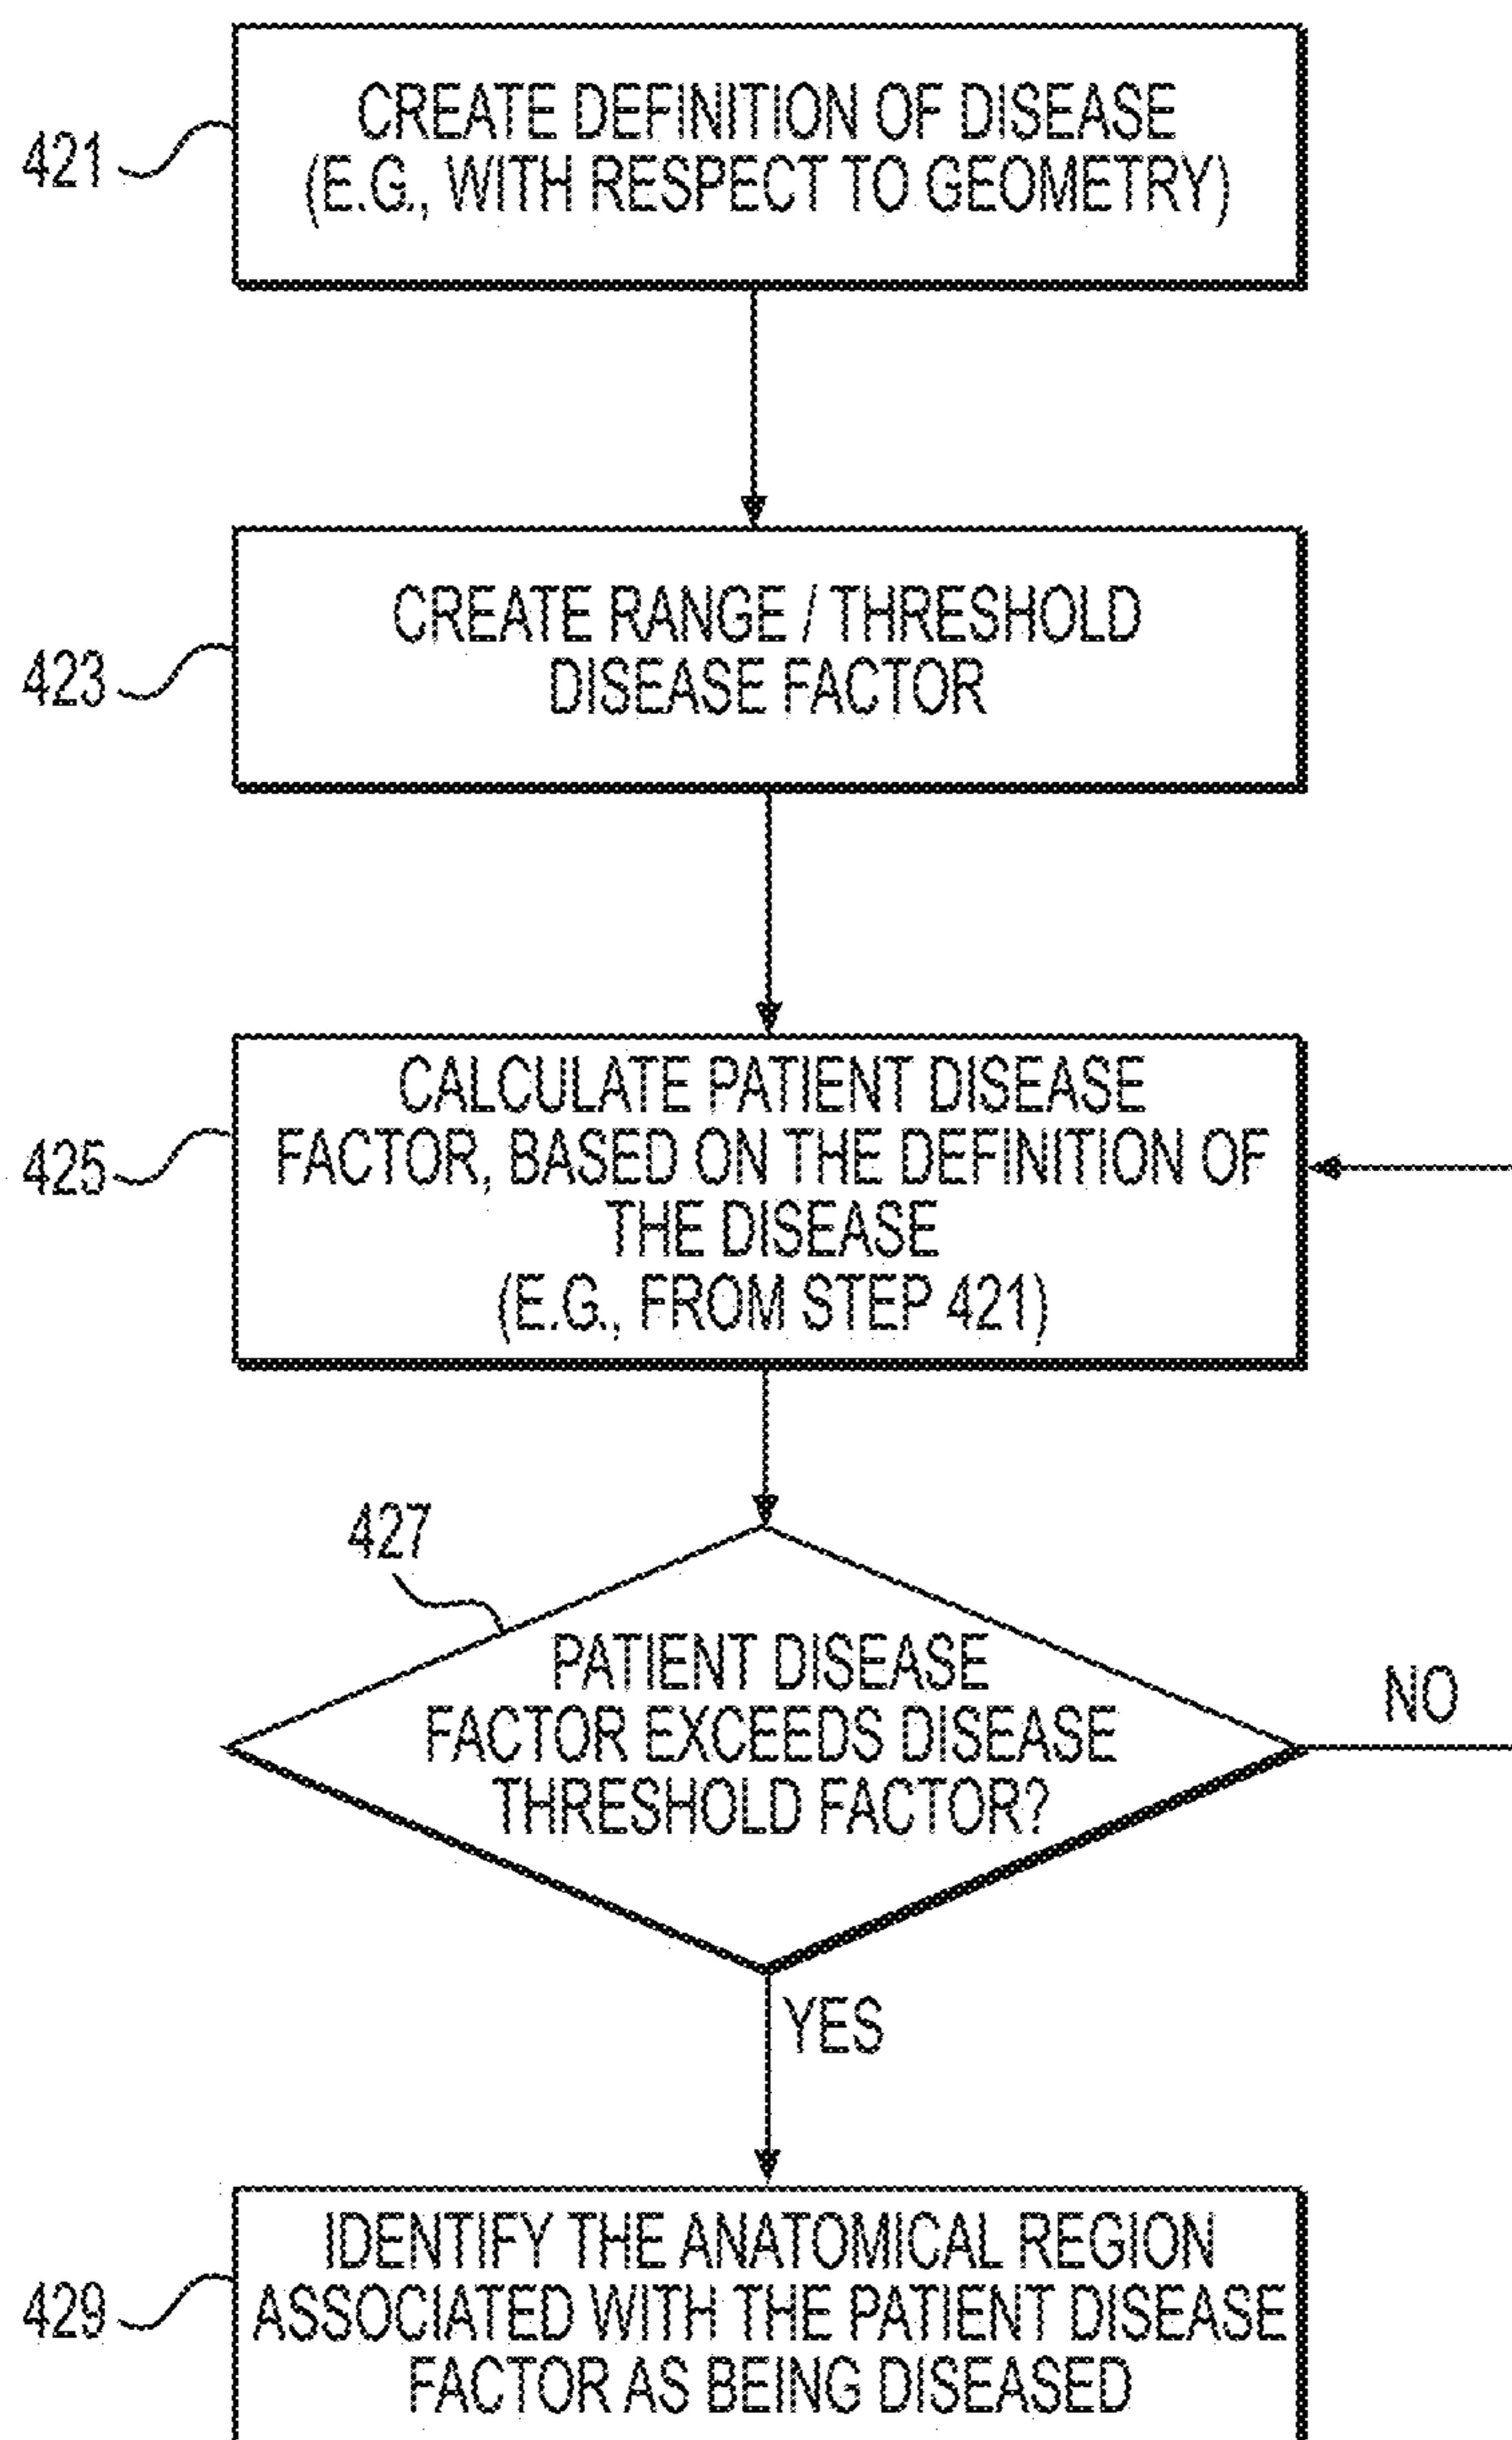 421
CREATE DEFINITION OF DISEASE
(E.G., WITH RESPECT TO GEOMETRY)
423
CREATE RANGE / THRESHOLD
DISEASE FACTOR
425
CALCULATE PATIENT DISEASE
FACTOR, BASED ON THE DEFINITION OF
THE DISEASE
(E.G., FROM STEP 421)
427
PATIENT DISEASE
FACTOR EXCEEDS DISEASE
THRESHOLD FACTOR?
NO
YES
429
IDENTIFY THE ANATOMICAL REGION
ASSOCIATED WITH THE PATIENT DISEASE
FACTOR AS BEING DISEASED